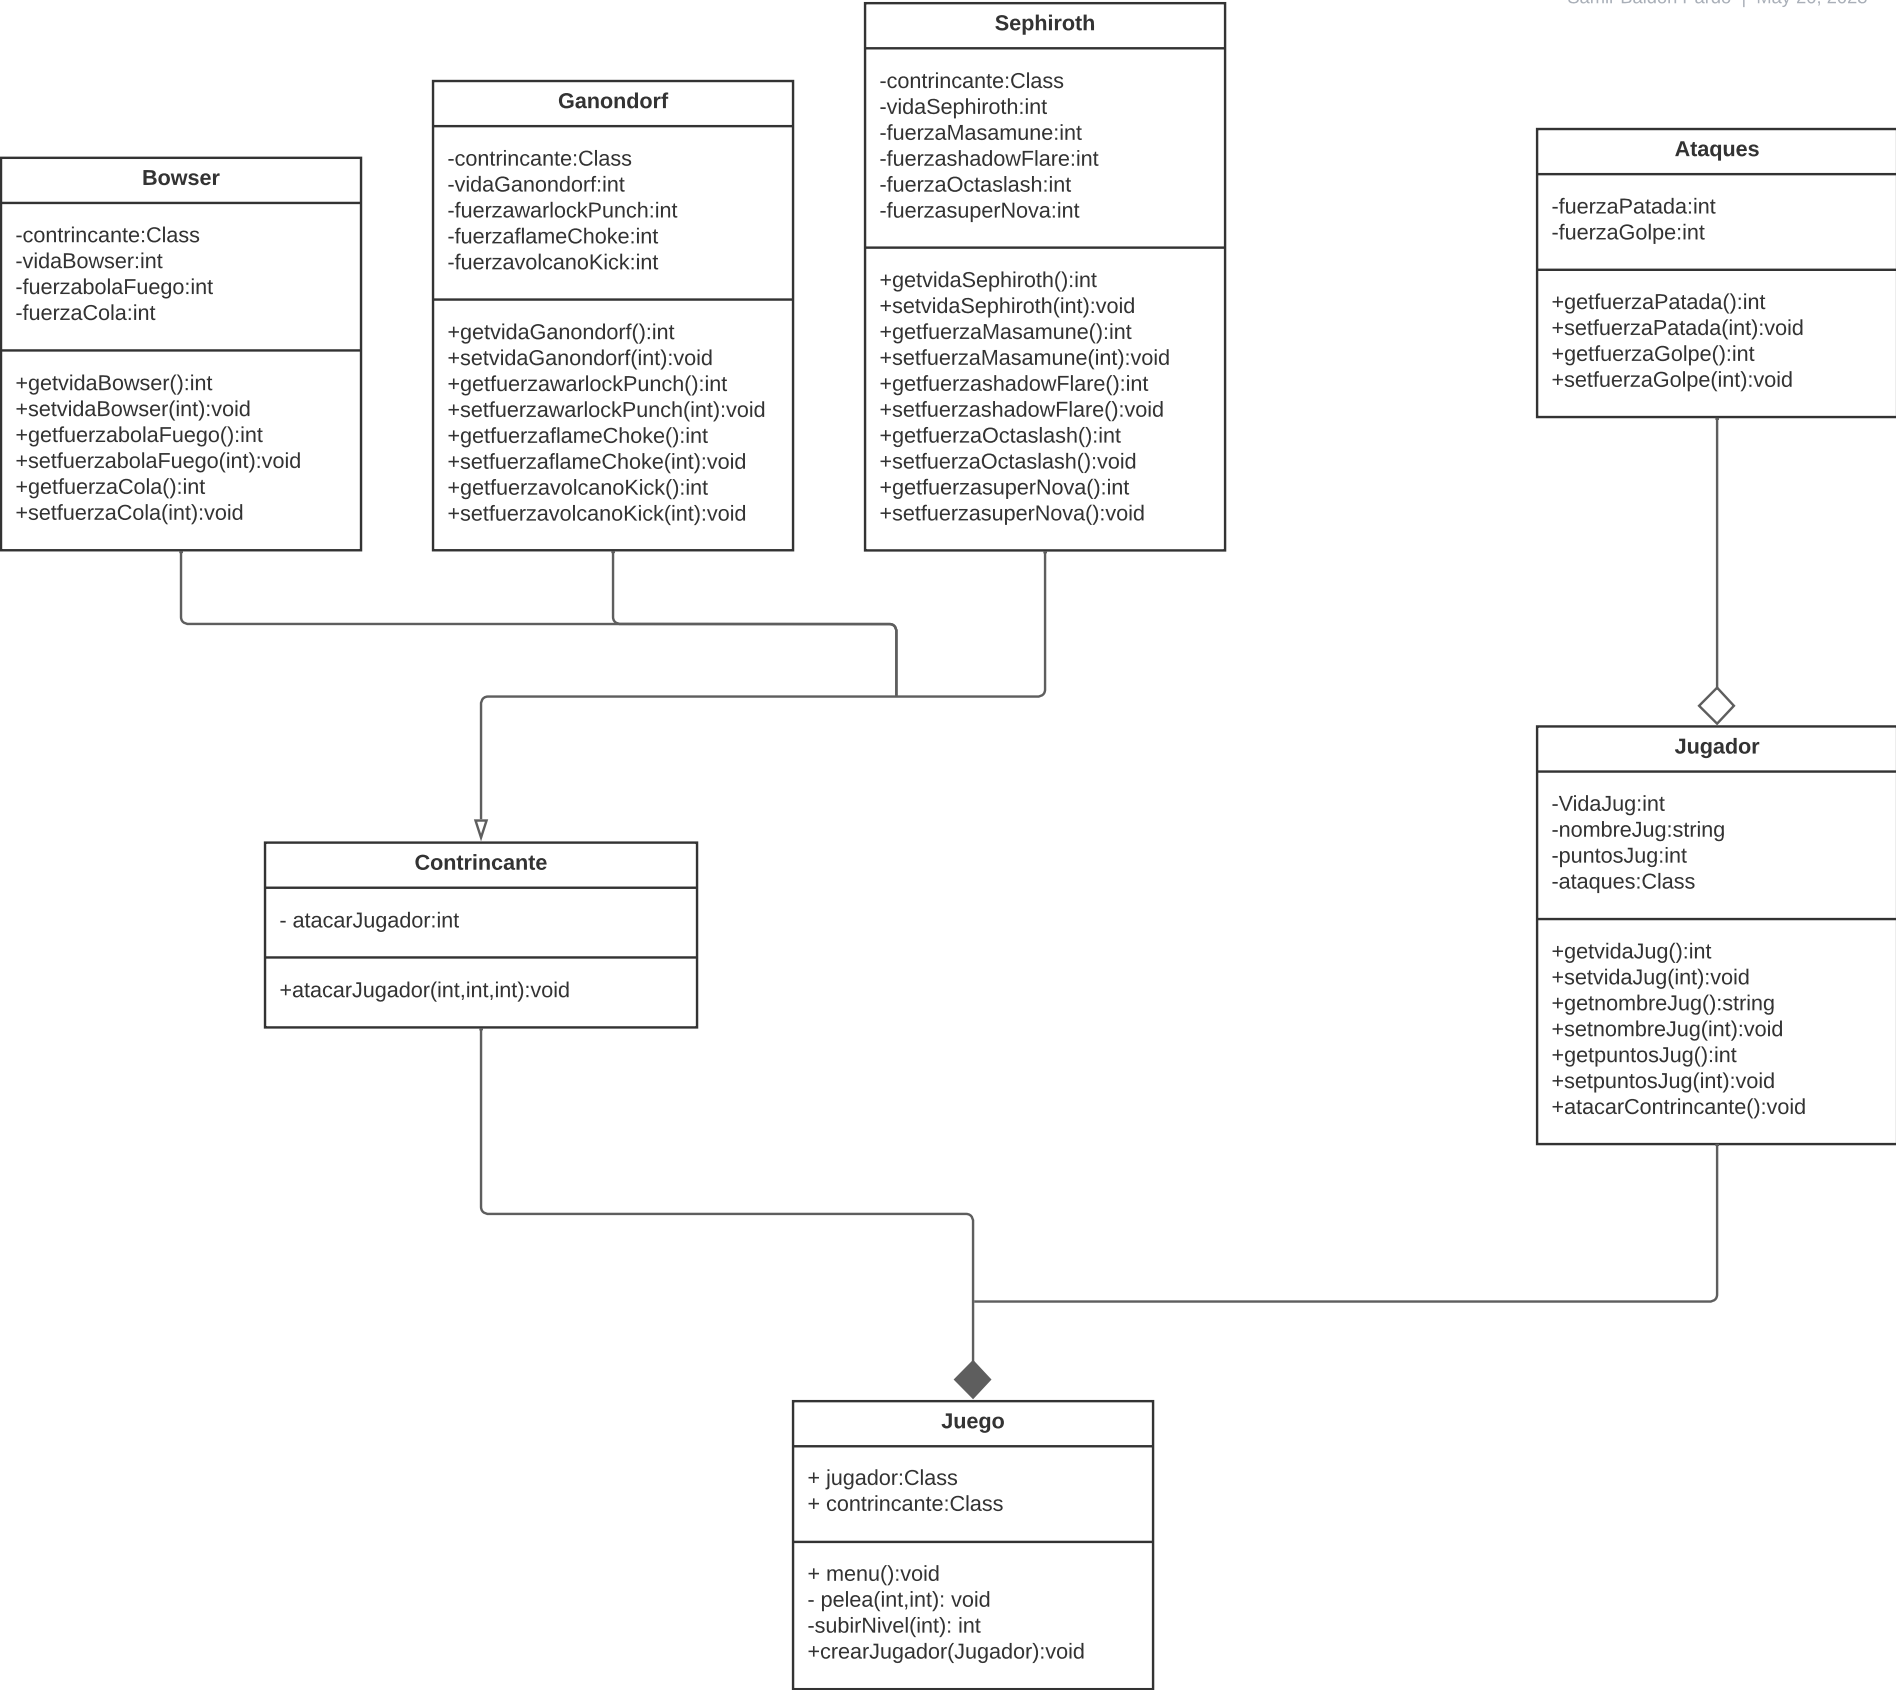 Sephiroth
-contrincante:Class
-vidaSephiroth:int
-fuerzaMasamune:int
-fuerzashadowFlare:int
-fuerzaOctaslash:int
-fuerzasuperNova:int
+getvidaSephiroth():int
+setvidaSephiroth(int):void
+getfuerzaMasamune():int
+setfuerzaMasamune(int):void
+getfuerzashadowFlare():int
+setfuerzashadowFlare():void
+getfuerzaOctaslash():int
+setfuerzaOctaslash():void
+getfuerzasuperNova():int
+setfuerzasuperNova():void
Ganondorf
-contrincante:Class
-vidaGanondorf:int
-fuerzawarlockPunch:int
-fuerzaflameChoke:int
-fuerzavolcanoKick:int
+getvidaGanondorf():int
+setvidaGanondorf(int):void
+getfuerzawarlockPunch():int
+setfuerzawarlockPunch(int):void
+getfuerzaflameChoke():int
+setfuerzaflameChoke(int):void
+getfuerzavolcanoKick():int
+setfuerzavolcanoKick(int):void
Bowser
-contrincante:Class
-vidaBowser:int
-fuerzabolaFuego:int
-fuerzaCola:int
+getvidaBowser():int
+setvidaBowser(int):void
+getfuerzabolaFuego():int
+setfuerzabolaFuego(int):void
+getfuerzaCola():int
+setfuerzaCola(int):void
Ataques
-fuerzaPatada:int
-fuerzaGolpe:int
+getfuerzaPatada():int
+setfuerzaPatada(int):void
+getfuerzaGolpe():int
+setfuerzaGolpe(int):void
Jugador
-VidaJug:int
-nombreJug:string
-puntosJug:int
-ataques:Class
+getvidaJug():int
+setvidaJug(int):void
+getnombreJug():string
+setnombreJug(int):void
+getpuntosJug():int
+setpuntosJug(int):void
+atacarContrincante():void
Contrincante
- atacarJugador:int
+atacarJugador(int,int,int):void
Juego
+ jugador:Class
+ contrincante:Class
+ menu():void
- pelea(int,int): void
-subirNivel(int): int
+crearJugador(Jugador):void